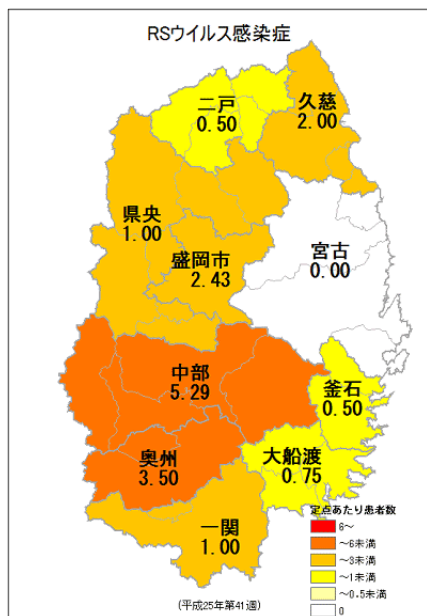 RSウイルス感染症
二戸
0.50
久慈
2.00
県央
1.00
盛岡市
2.43
宮古
0.00
中部
5.29
釜石
0.50
奥州
3.50
大船渡
0.75
一関
1.00
定点あたり患者数
6～
～6未満
～3未満
～1未満
～0.5未満
0
(平成25年第41週)